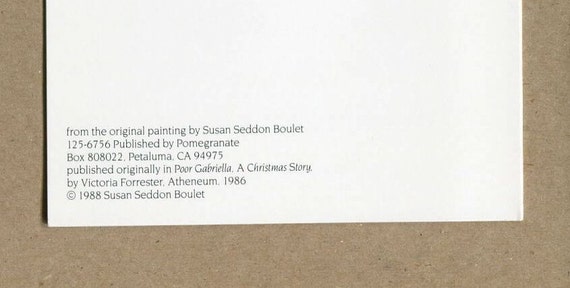 from the original painting by Susan Seddon Boulet
125-6756 Published by Pomegranate
Box 808022, Petaluma, CA 94975
published originally in Poor Gabriella, A Christmas Story,
by Victoria Forrester, Atheneum, 1986
© 1988 Susan Seddon Boulet